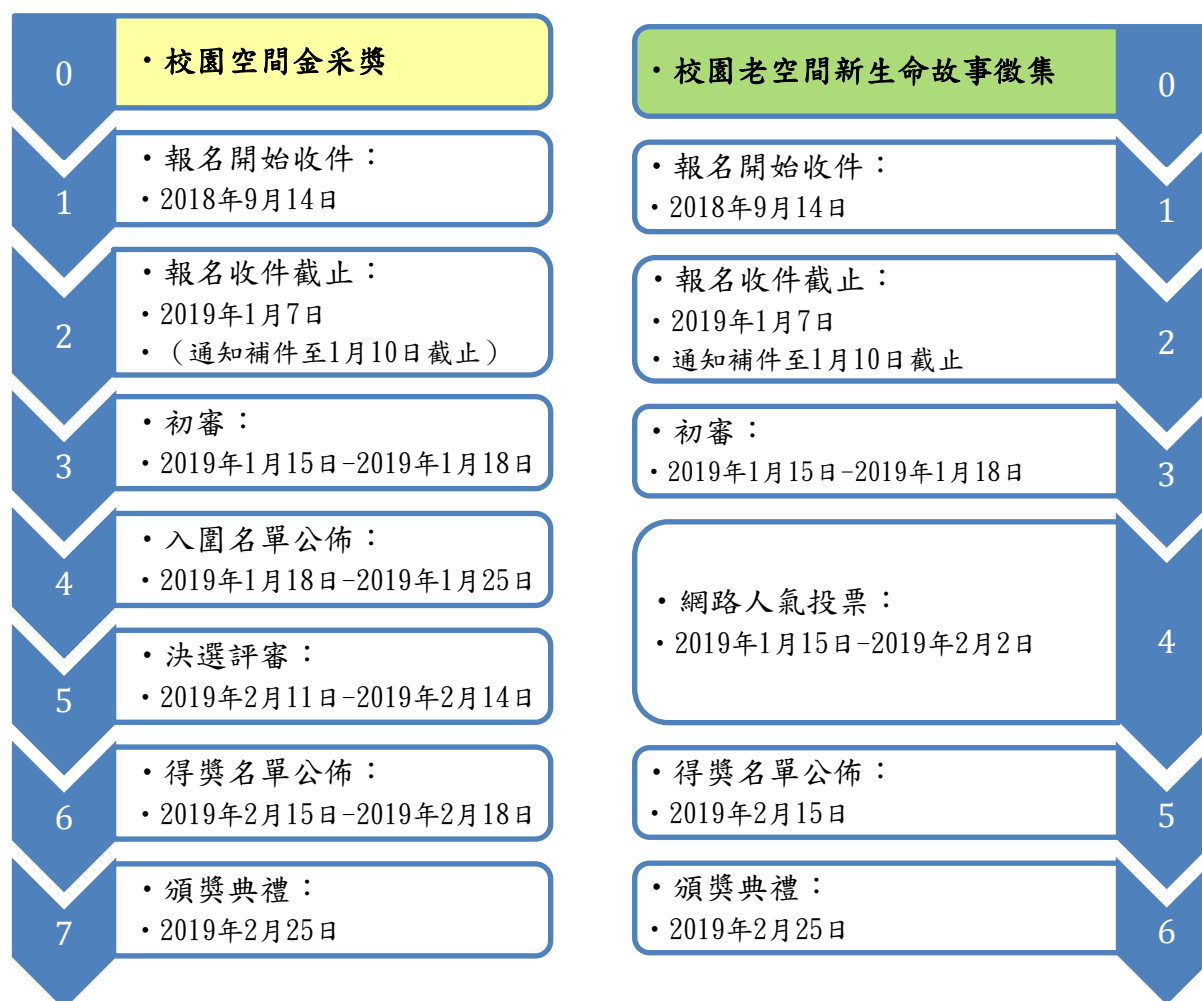 0
・校園空間金采獎
1
・報名開始收件：
・2018年9月14日
2
・報名收件截止：
・2019年1月7日
・（通知補件至1月10日截止）
3
・初審：
・2019年1月15日-2019年1月18日
4
・入圍名單公佈：
・2019年1月18日-2019年1月25日
5
・決選評審：
・2019年2月11日-2019年2月14日
6
・得獎名單公佈：
・2019年2月15日-2019年2月18日
7
・頒獎典禮：
・2019年2月25日
・校園老空間新生命故事徵集
0
・報名開始收件：
・2018年9月14日
1
・報名收件截止：
・2019年1月7日
・通知補件至1月10日截止
2
・初審：
・2019年1月15日-2019年1月18日
3
・網路人氣投票：
・2019年1月15日-2019年2月2日
4
・得獎名單公佈：
・2019年2月15日
5
・頒獎典禮：
・2019年2月25日
6